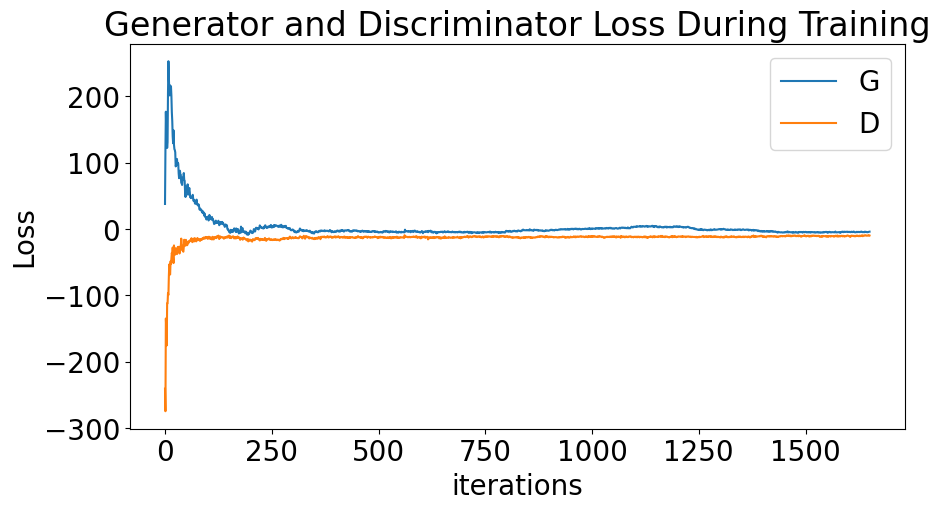 Generator and Discriminator Loss During Training
G
D
200
100
0
−100
−200
−300
Loss
0 250 500 750 1000 1250 1500
iterations